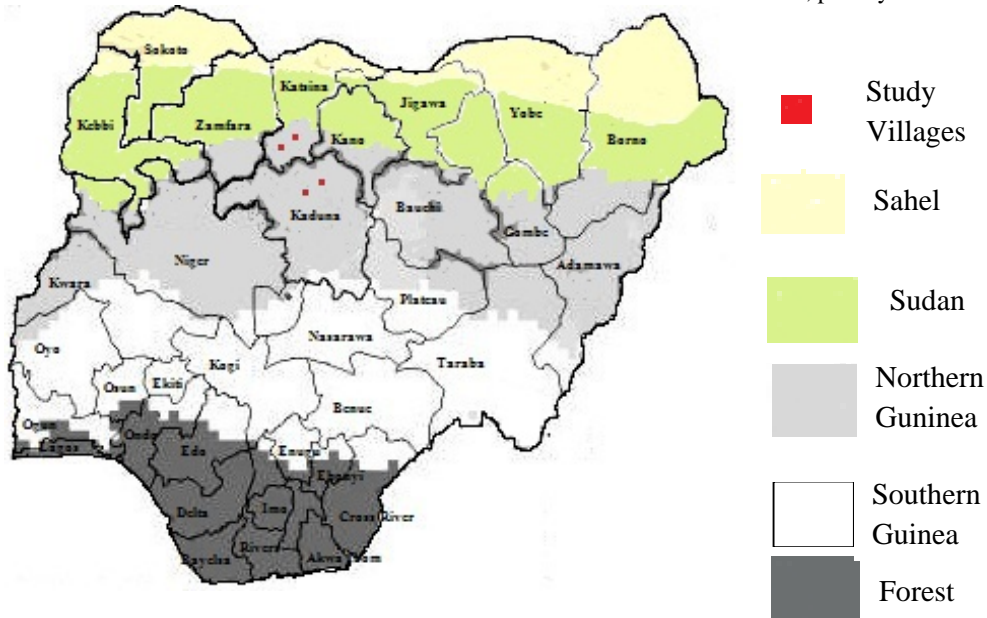 Sokoto
Katsina
Jigawa
Yobe
Kebbi
Zamfara
Kano
Borno
Kaduna
Bauchi
Gombe
Niger
Adamawa
Kwara
Plateau
Nasarawa
Oyo
Kogi
Taraba
Osun
Ekiti
Benue
Ogun
Lagos
Ondo
Edo
Enugu
Ebonyi
Delta
Imo
Cross River
Rivers
Bayelsa
Study
Villages
Sahel
Sudan
Northern
Guninea
Southern
Guinea
Forest